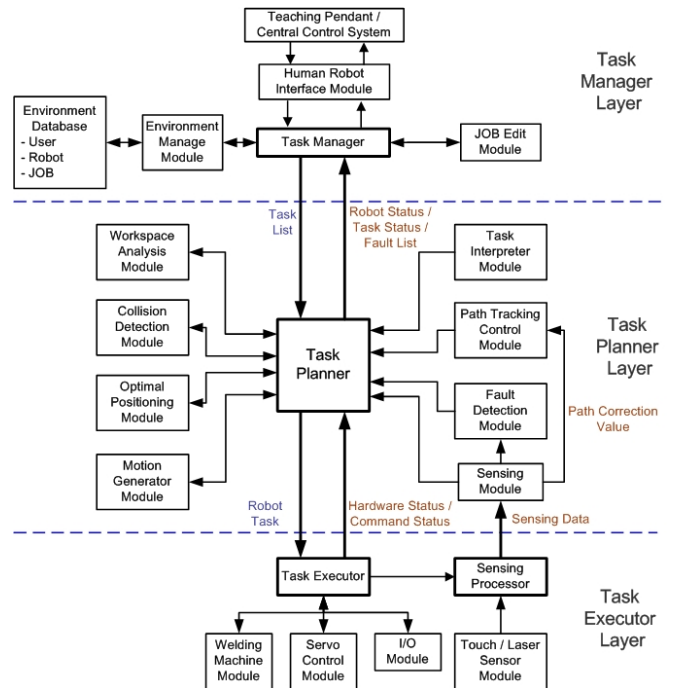 Teaching Pendant /
Central Control System
Human Robot
Interface Module
Task
Manager
Layer
Environment
Database
- User
- Robot
- JOB
Environment
Manage
Module
Task Manager
JOB Edit
Module
Task
List
Robot Status /
Task Status /
Fault List
Workspace
Analysis
Module
Task
Interpreter
Module
Collision
Detection
Module
Path Tracking
Control
Module
Task
Planner
Task
Planner
Layer
Optimal
Positioning
Module
Fault
Detection
Module
Path Correction
Value
Motion
Generator
Module
Sensing
Module
Robot
Task
Hardware Status /
Command Status
Sensing Data
Task Executor
Sensing
Processor
Task
Executor
Layer
Welding
Machine
Module
Servo
Control
Module
I/O
Module
Touch / Laser
Sensor
Module